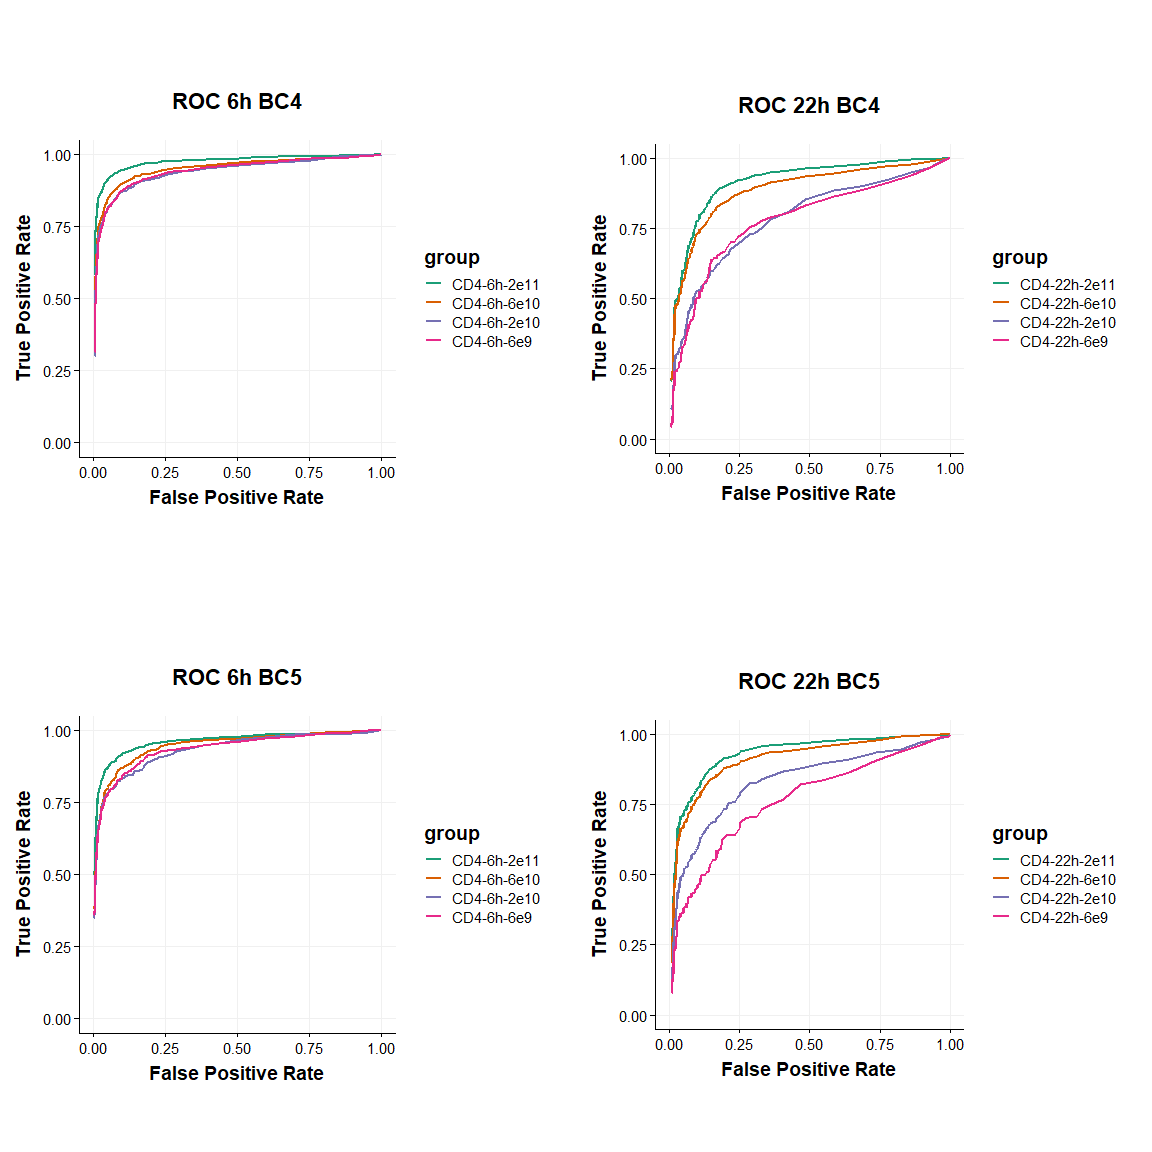 ROC 6h BC4
True Positive Rate
1.00
0.75
0.50
0.25
0.00
0.00 0.25 0.50 0.75 1.00
False Positive Rate
group
CD4-6h-2e11
CD4-6h-6e10
CD4-6h-2e10
CD4-6h-6e9
ROC 22h BC4
True Positive Rate
1.00
0.75
0.50
0.25
0.00
0.00 0.25 0.50 0.75 1.00
False Positive Rate
group
CD4-22h-2e11
CD4-22h-6e10
CD4-22h-2e10
CD4-22h-6e9
ROC 6h BC5
True Positive Rate
1.00
0.75
0.50
0.25
0.00
0.00 0.25 0.50 0.75 1.00
False Positive Rate
group
CD4-6h-2e11
CD4-6h-6e10
CD4-6h-2e10
CD4-6h-6e9
ROC 22h BC5
True Positive Rate
1.00
0.75
0.50
0.25
0.00
0.00 0.25 0.50 0.75 1.00
False Positive Rate
group
CD4-22h-2e11
CD4-22h-6e10
CD4-22h-2e10
CD4-22h-6e9